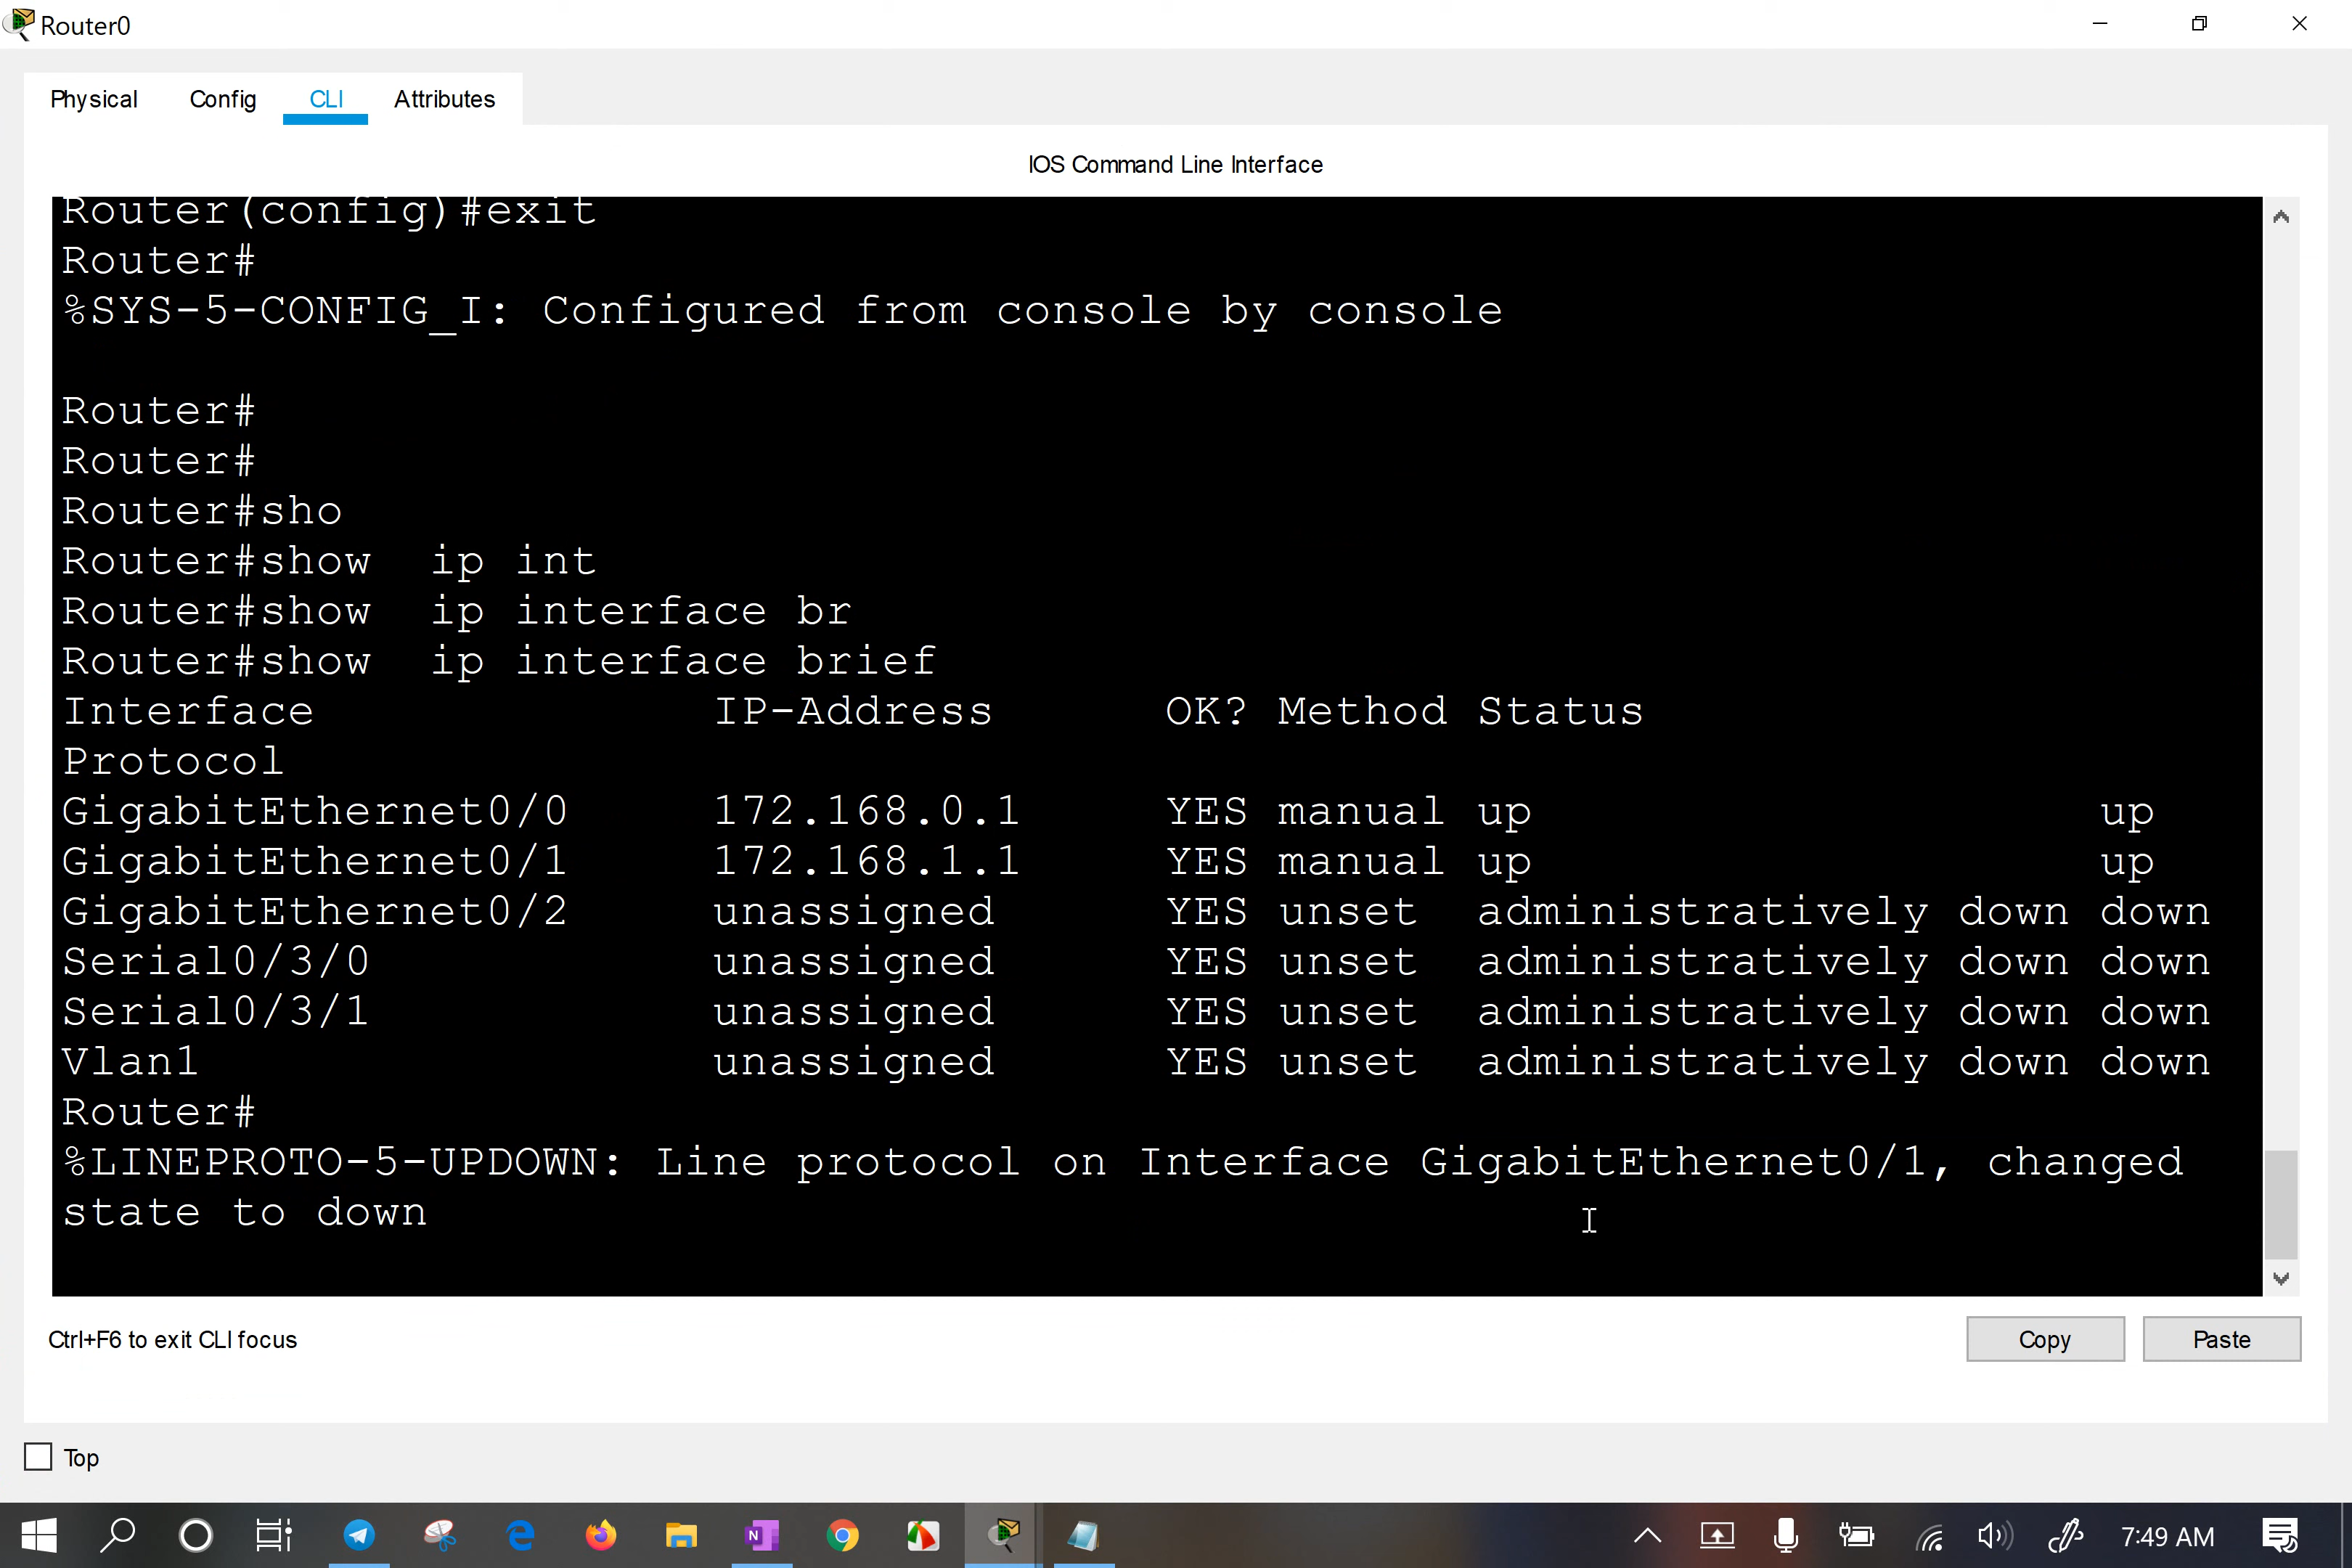 Router0
Physical Config CLI Attributes
IOS Command Line Interface
Router(config)#exit
Router#
%SYS-5-CONFIG_I: Configured from console by console
Router#
Router#
Router#sho
Router#show  ip int
Router#show  ip interface br
Router#show  ip interface brief
Interface              IP-Address      OK? Method Status
Protocol
GigabitEthernet0/0     172.168.0.1     YES manual up                    up
GigabitEthernet0/1     172.168.1.1     YES manual up                    up
GigabitEthernet0/2     unassigned      YES unset  administratively down down
Serial0/3/0            unassigned      YES unset  administratively down down
Serial0/3/1            unassigned      YES unset  administratively down down
Vlan1                  unassigned      YES unset  administratively down down
Router#
%LINEPROTO-5-UPDOWN: Line protocol on Interface GigabitEthernet0/1, changed
state to down
Ctrl+F6 to exit CLI focus
Copy Paste
Top
N
7:49 AM